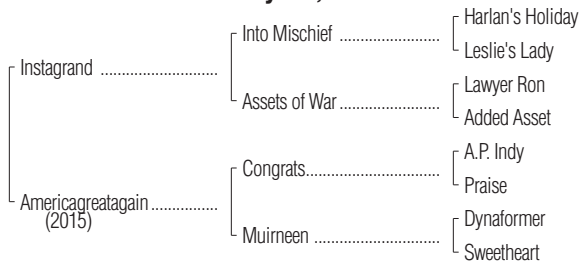 Harlan's Holiday
Into Mischief ........................
Leslie's Lady
Instagrand ............................
Lawyer Ron
Assets of War........................
Added Asset
A.P. Indy
Congrats................................
Praise
Americagreatagain................
(2015)
Dynaformer
Muirneen ..............................
Sweetheart